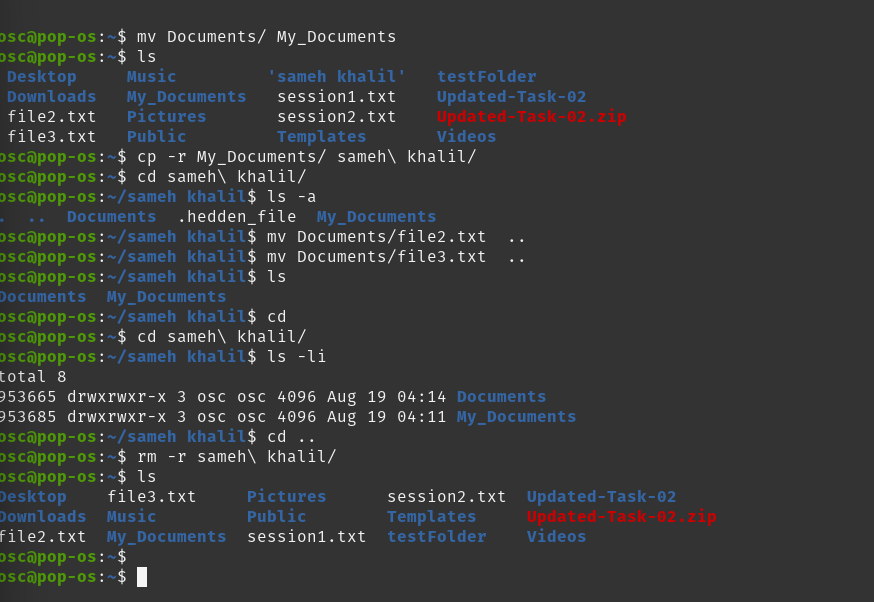 osc@pop-os:~$ mv Documents/ My_Documents
osc@pop-os:~$ ls
Desktop Music 'sameh khalil' testFolder
Downloads My_Documents session1.txt Updated-Task-02
file2.txt Pictures session2.txt Updated-Task-02.zip
file3.txt Public Templates Videos
osc@pop-os:~$ cp -r My_Documents/ sameh\ khalil/
osc@pop-os:~$ cd sameh\ khalil/
osc@pop-os:~/sameh khalil$ ls -a
. .. Documents .hedden_file My_Documents
osc@pop-os:~/sameh khalil$ mv Documents/file2.txt ..
osc@pop-os:~/sameh khalil$ mv Documents/file3.txt ..
osc@pop-os:~/sameh khalil$ ls
Documents My_Documents
osc@pop-os:~/sameh khalil$ cd
osc@pop-os:~$ cd sameh\ khalil/
osc@pop-os:~/sameh khalil$ ls -li
total 8
953665 drwxrwxr-x 3 osc osc 4096 Aug 19 04:14 Documents
953685 drwxrwxr-x 3 osc osc 4096 Aug 19 04:11 My_Documents
osc@pop-os:~/sameh khalil$ cd ..
osc@pop-os:~$ rm -r sameh\ khalil/
osc@pop-os:~$ ls
Desktop file3.txt Pictures session2.txt Updated-Task-02
Downloads Music Public Templates Updated-Task-02.zip
file2.txt My_Documents session1.txt testFolder Videos
osc@pop-os:~$
osc@pop-os:~$